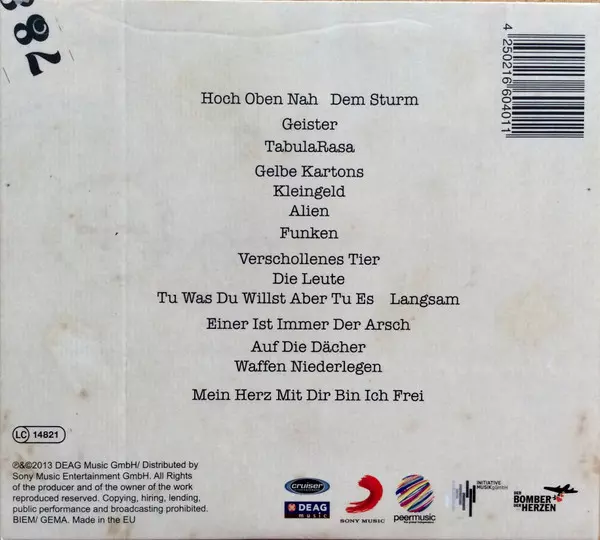 4 250216 604011
Hoch Oben Nah Dem Sturm
Geister
TabulaRasa
Gelbe Kartons
Kleingeld
Alien
Funken
Verschollenes Tier
Die Leute
Tu Was Du Willst Aber Tu Es Langsam
Einer Ist Immer Der Arsch
Auf Die Dächer
Waffen Niederlegen
Mein Herz Mit Dir Bin Ich Frei
LC 14821
℗&©2013 DEAG Music GmbH/ Distributed by
Sony Music Entertainment GmbH. All Rights
of the producer and of the owner of the work
reproduced reserved. Copying, hiring, lending,
public performance and broadcasting prohibited.
BIEM/ GEMA. Made in the EU
cruiser
DEAG
music
SONY MUSIC
peermusic
INITIATIVE
MUSIK
DER
BOMBER
DER HERZEN